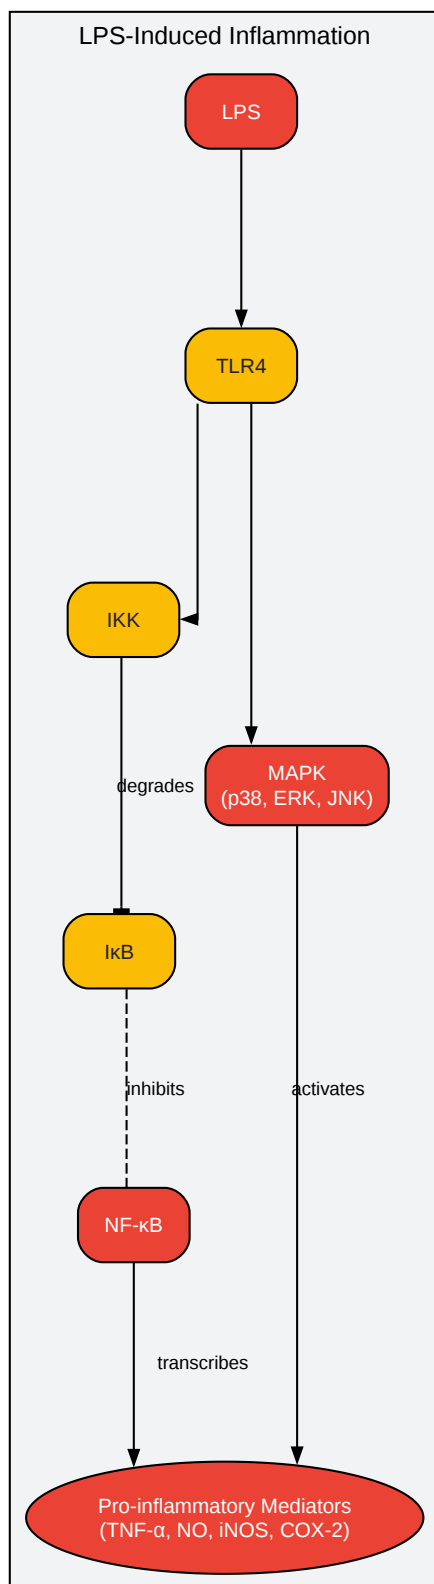 LPS-Induced Inflammation
LPS
TLR4
IKK
MAPK
(p38, ERK, JNK)
degrades
IκB
inhibits
activates
NF-κB
transcribes
Pro-inflammatory Mediators
(TNF-α, NO, iNOS, COX-2)